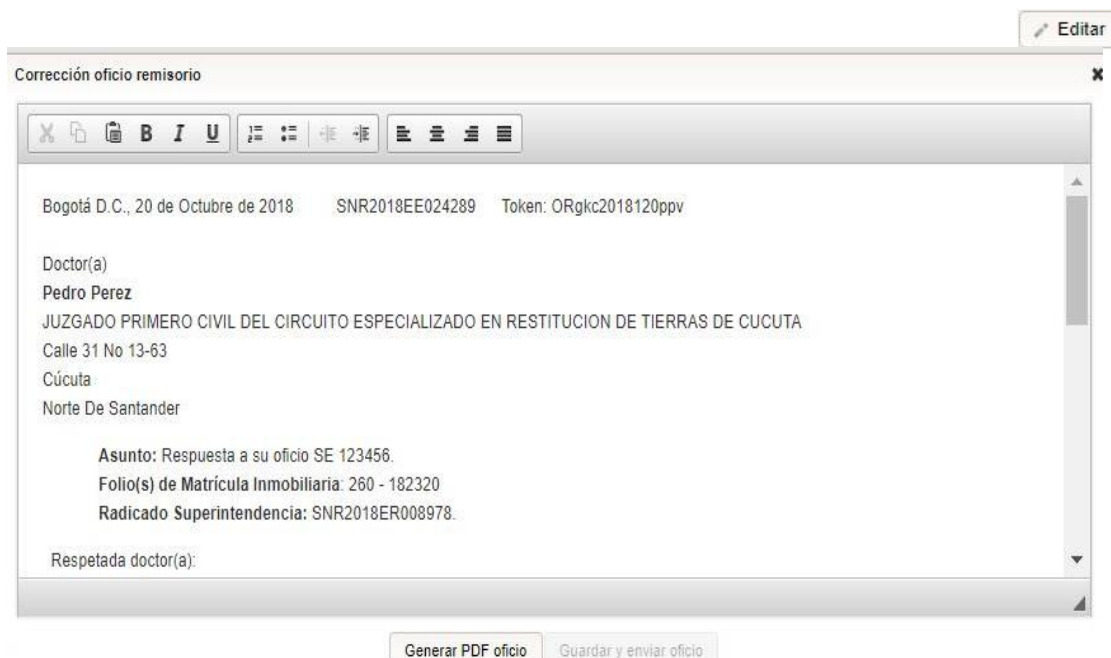 Editar
Corrección oficio remisorio
B I U
Bogotá D.C., 20 de Octubre de 2018 SNR2018EE024289 Token: ORgkc2018120ppv
Doctor(a)
Pedro Perez
JUZGADO PRIMERO CIVIL DEL CIRCUITO ESPECIALIZADO EN RESTITUCION DE TIERRAS DE CUCUTA
Calle 31 No 13-63
Cúcuta
Norte De Santander
Asunto: Respuesta a su oficio SE 123456.
Folio(s) de Matrícula Inmobiliaria: 260 - 182320
Radicado Superintendencia: SNR2018ER008978.
Respetada doctor(a):
Generar PDF oficio Guardar y enviar oficio